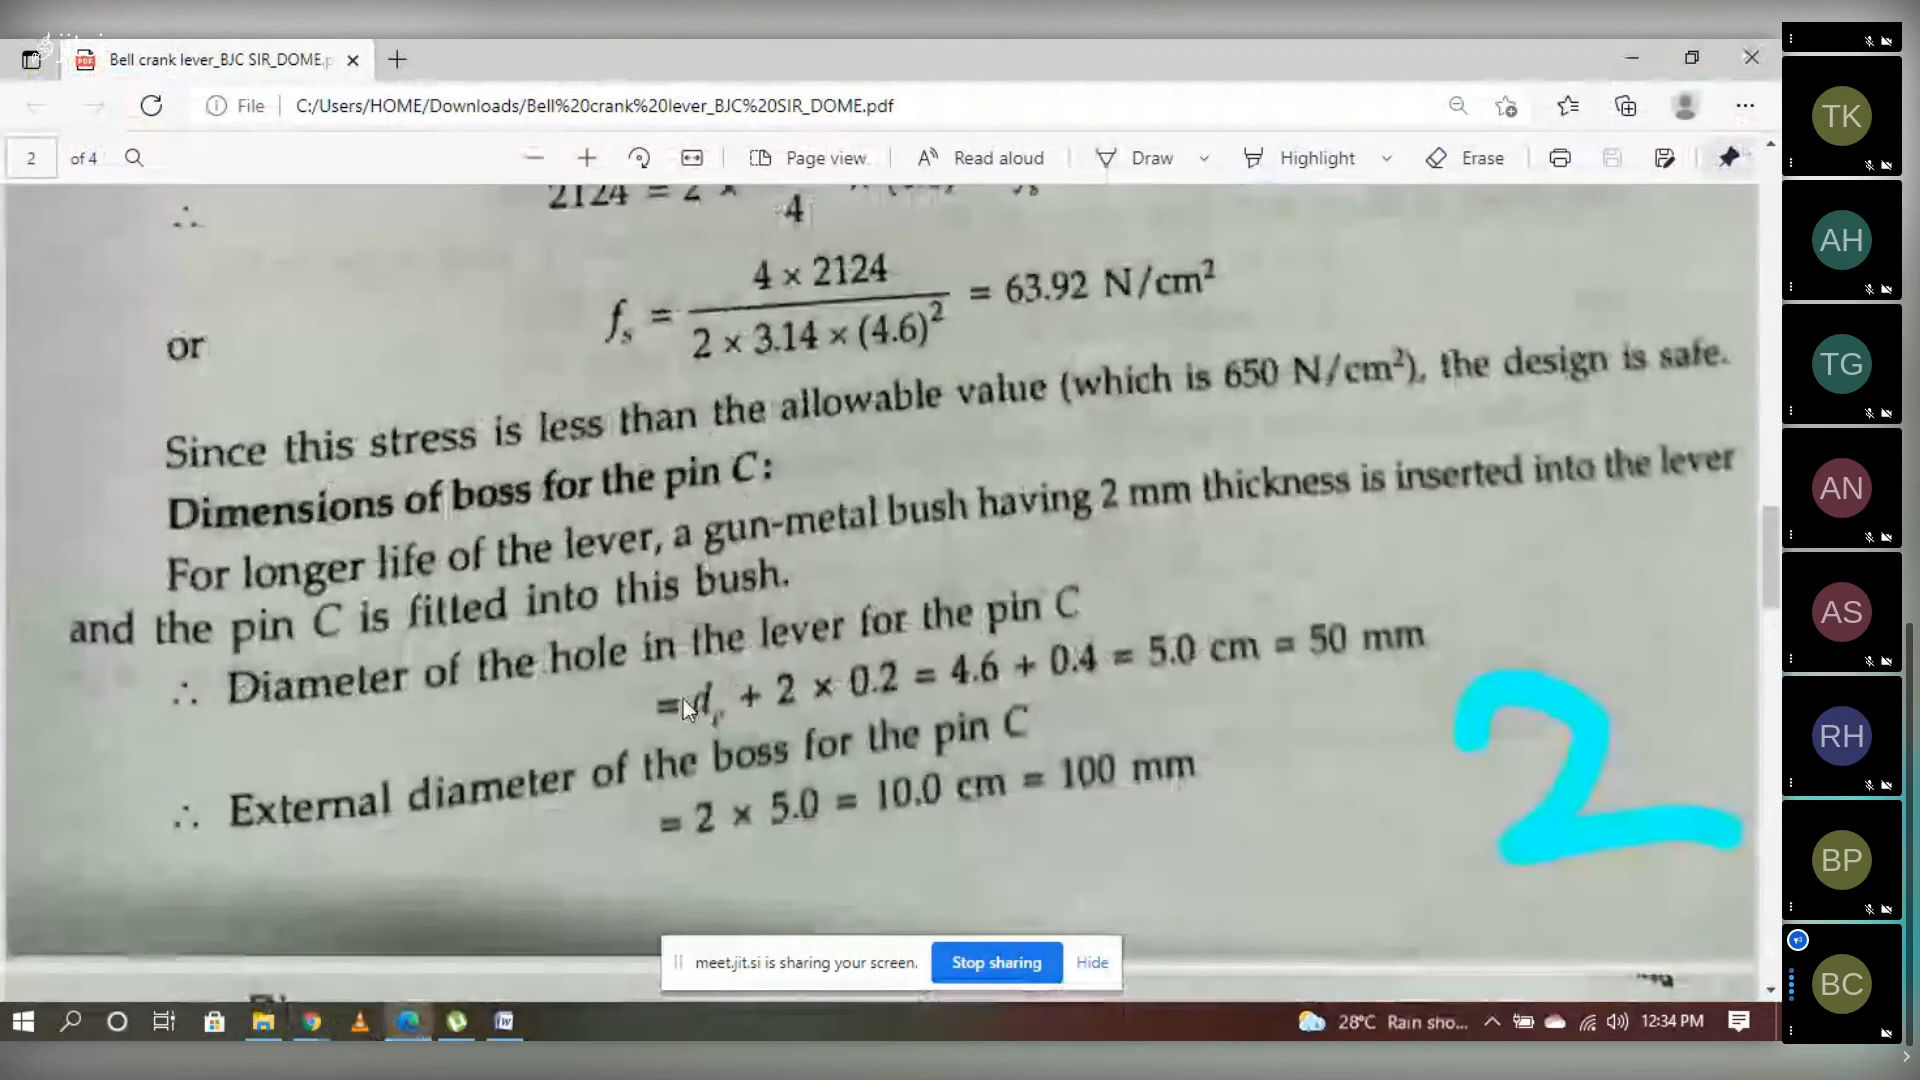 jitsi
Bell crank lever_BJC SIR_DOME.p
File
C:/Users/HOME/Downloads/Bell%20crank%20lever_BJC%20SIR_DOME.pdf
2 of 4
Page view
Read aloud
Draw
Highlight
Erase
∴ 2124 = 2 ×
4
or f_s = 4 × 2124 / 2 × 3.14 × (4.6)² = 63.92 N/cm²
Since this stress is less than the allowable value (which is 650 N/cm²), the design is safe.
Dimensions of boss for the pin C:
For longer life of the lever, a gun-metal bush having 2 mm thickness is inserted into the lever
and the pin C is fitted into this bush.
∴ Diameter of the hole in the lever for the pin C
= d + 2 × 0.2 = 4.6 + 0.4 = 5.0 cm = 50 mm
∴ External diameter of the boss for the pin C
= 2 × 5.0 = 10.0 cm = 100 mm
2
meet.jit.si is sharing your screen.
Stop sharing
Hide
28°C Rain sho...
12:34 PM
TK
AH
TG
AN
AS
RH
BP
BC